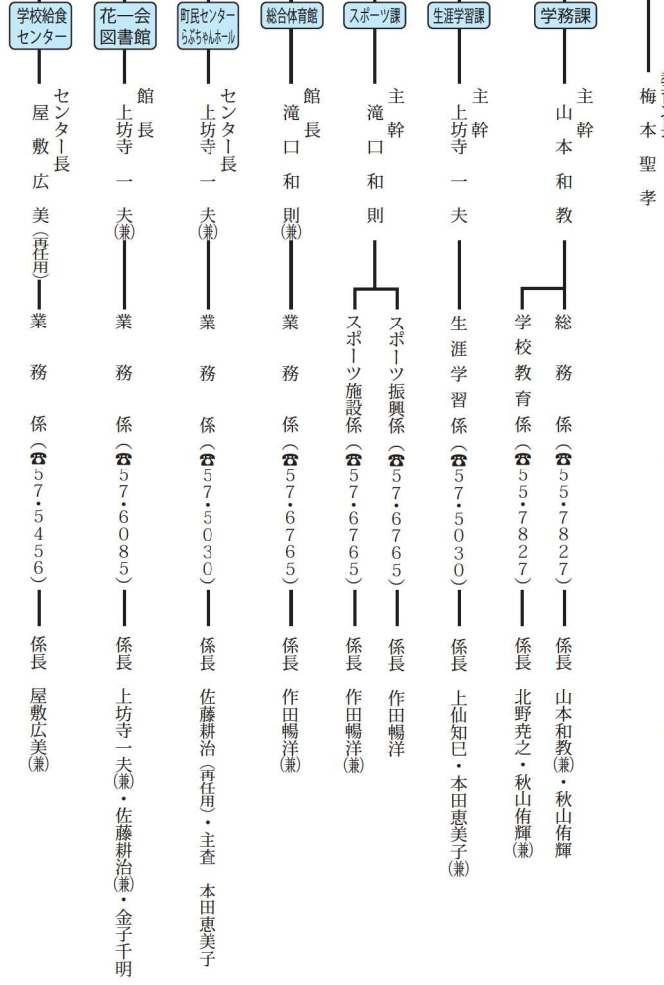 梅本聖孝
学務課
主幹
山本和教
総務係（☎55・7827）
係長　山本和教㈱・秋山侑輝
学校教育係（☎55・7827）
係長　北野尭之・秋山侑輝（兼）
生涯学習課
主幹
上坊寺一夫
生涯学習係（☎57・5030）
係長　上仙知巳・本田恵美子（兼）
スポーツ課
主幹
滝口和則
スポーツ振興係（☎57・6765）
係長　作田暢洋
スポーツ施設係（☎57・6765）
係長　作田暢洋（兼）
総合体育館
館長
滝口和則（兼）
業務係（☎57・6765）
係長　作田暢洋（兼）
町民センター
らぶちゃんホール
センター長
上坊寺一夫（兼）
業務係（☎57・5030）
係長　佐藤耕治（再任用）・主査　本田恵美子
花一会
図書館
館長
上坊寺一夫（兼）
業務係（☎57・6085）
係長　上坊寺一夫（兼）・佐藤耕治（兼）・金子千明
学校給食
センター
センター長
屋敷広美（再任用）
業務係（☎57・5456）
係長　屋敷広美（兼）